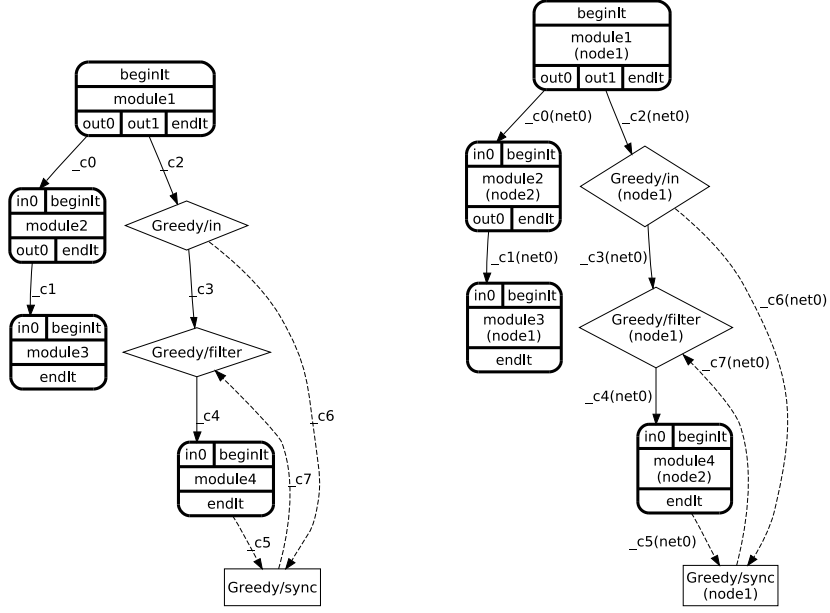 beginIt
module1
out0 out1 endIt
_c0
_c2
in0 beginIt
module2
out0 endIt
Greedy/in
_c1
_c3
in0 beginIt
module3
endIt
Greedy/filter
_c4
_c6
in0 beginIt
module4
endIt
_c7
_c5
Greedy/sync
beginIt
module1
(node1)
out0 out1 endIt
_c0(net0)
_c2(net0)
in0 beginIt
module2
(node2)
out0 endIt
Greedy/in
(node1)
_c1(net0)
_c3(net0)
_c6(net0)
in0 beginIt
module3
(node1)
endIt
Greedy/filter
(node1)
_c7(net0)
_c4(net0)
in0 beginIt
module4
(node2)
endIt
_c5(net0)
Greedy/sync
(node1)